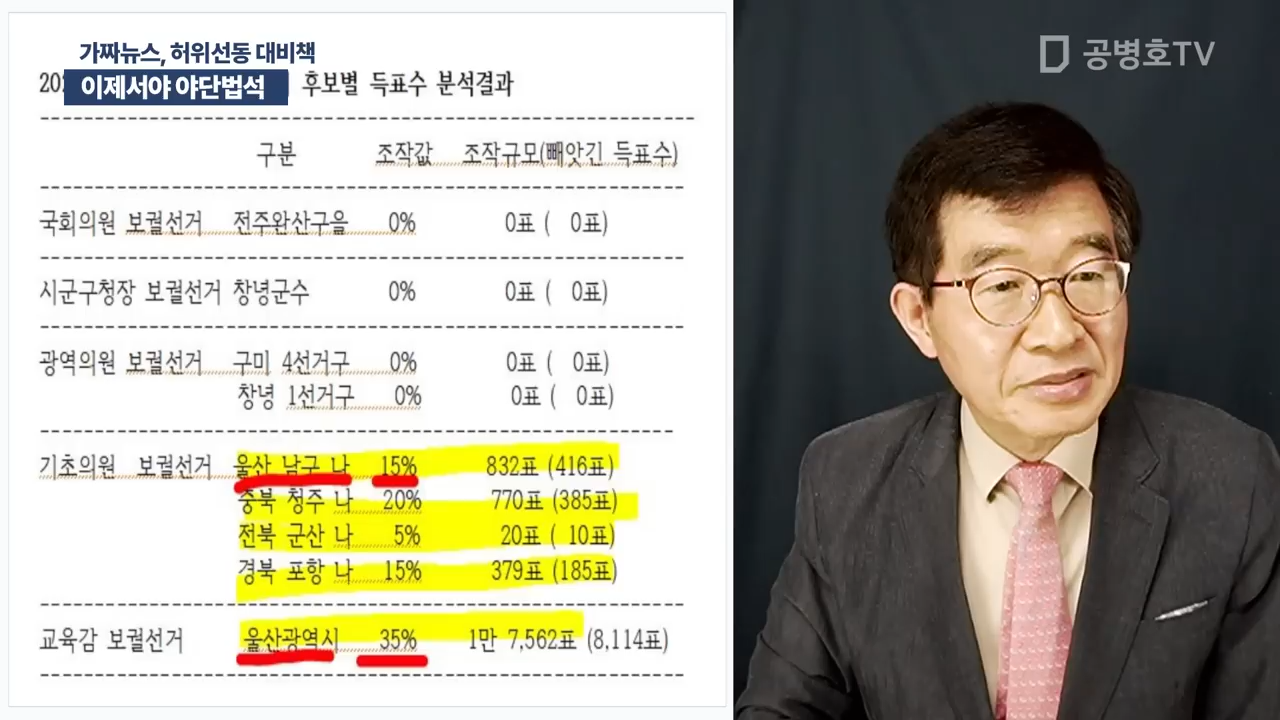 가짜뉴스, 허위선동 대비책
이제서야 야단법석
공병호TV
후보별 득표수 분석결과
구분 조작값 조작규모(빼앗긴 득표수)
국회의원 보궐선거 전주완산구을 0% 0표 ( 0표)
시군구청장 보궐선거 창녕군수 0% 0표 ( 0표)
광역의원 보궐선거 구미 4선거구 0% 0표 ( 0표)
창녕 1선거구 0% 0표 ( 0표)
기초의원 보궐선거 울산 남구 나 15% 832표 (416표)
충북 청주 나 20% 770표 (385표)
전북 군산 나 5% 20표 ( 10표)
경북 포항 나 15% 379표 (185표)
교육감 보궐선거 울산광역시 35% 1만 7,562표 (8,114표)